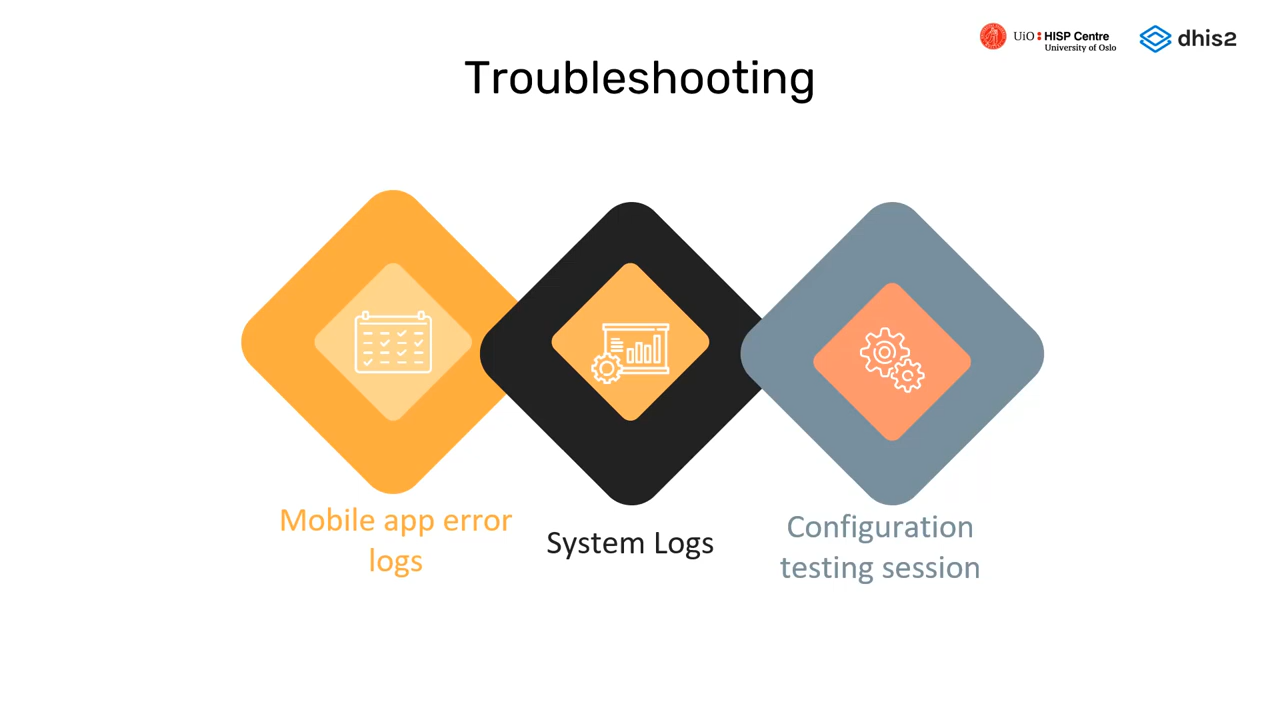 UiO HISP Centre
University of Oslo
dhis2
Troubleshooting
Mobile app error
logs
System Logs
Configuration
testing session